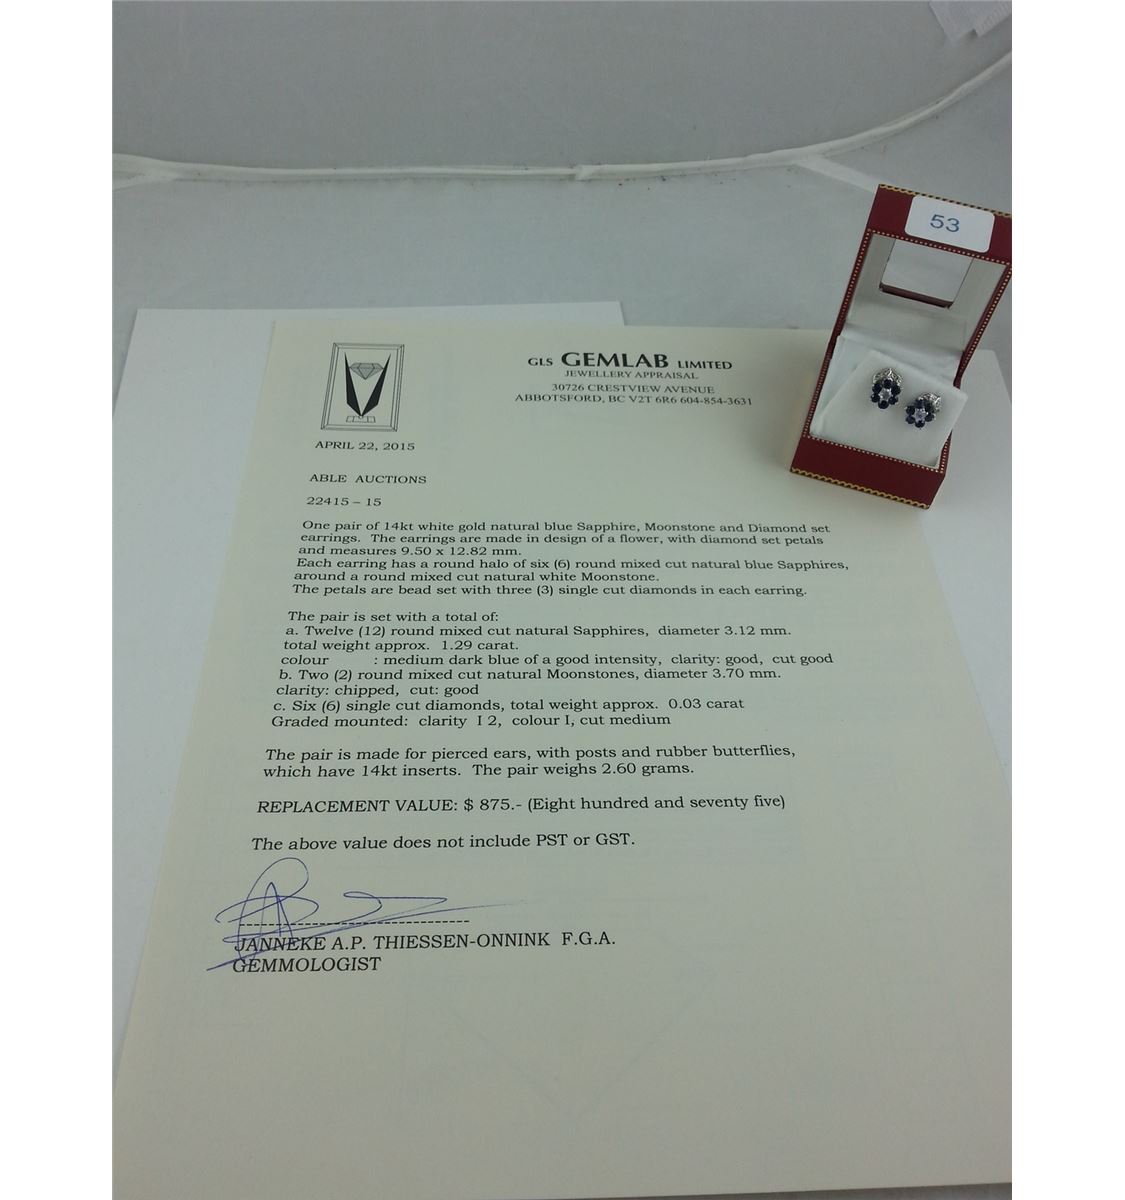 53
GLS GEMLAB LIMITED
JEWELLERY APPRAISAL
30726 CRESTVIEW AVENUE
ABBOTSFORD, BC V2T 6R6 604-854-3631
APRIL 22, 2015
ABLE AUCTIONS
22415 – 15
One pair of 14kt white gold natural blue Sapphire, Moonstone and Diamond set
earrings. The earrings are made in design of a flower, with diamond set petals
and measures 9.50 x 12.82 mm.
Each earring has a round halo of six (6) round mixed cut natural blue Sapphires,
around a round mixed cut natural white Moonstone.
The petals are bead set with three (3) single cut diamonds in each earring.
The pair is set with a total of:
a. Twelve (12) round mixed cut natural Sapphires, diameter 3.12 mm.
total weight approx. 1.29 carat.
colour : medium dark blue of a good intensity, clarity: good, cut good
b. Two (2) round mixed cut natural Moonstones, diameter 3.70 mm.
clarity: chipped, cut: good
c. Six (6) single cut diamonds, total weight approx. 0.03 carat
Graded mounted: clarity I 2, colour I, cut medium
The pair is made for pierced ears, with posts and rubber butterflies,
which have 14kt inserts. The pair weighs 2.60 grams.
REPLACEMENT VALUE: $ 875.- (Eight hundred and seventy five)
The above value does not include PST or GST.
JANNEKE A.P. THIESSEN-ONNINK F.G.A.
GEMMOLOGIST